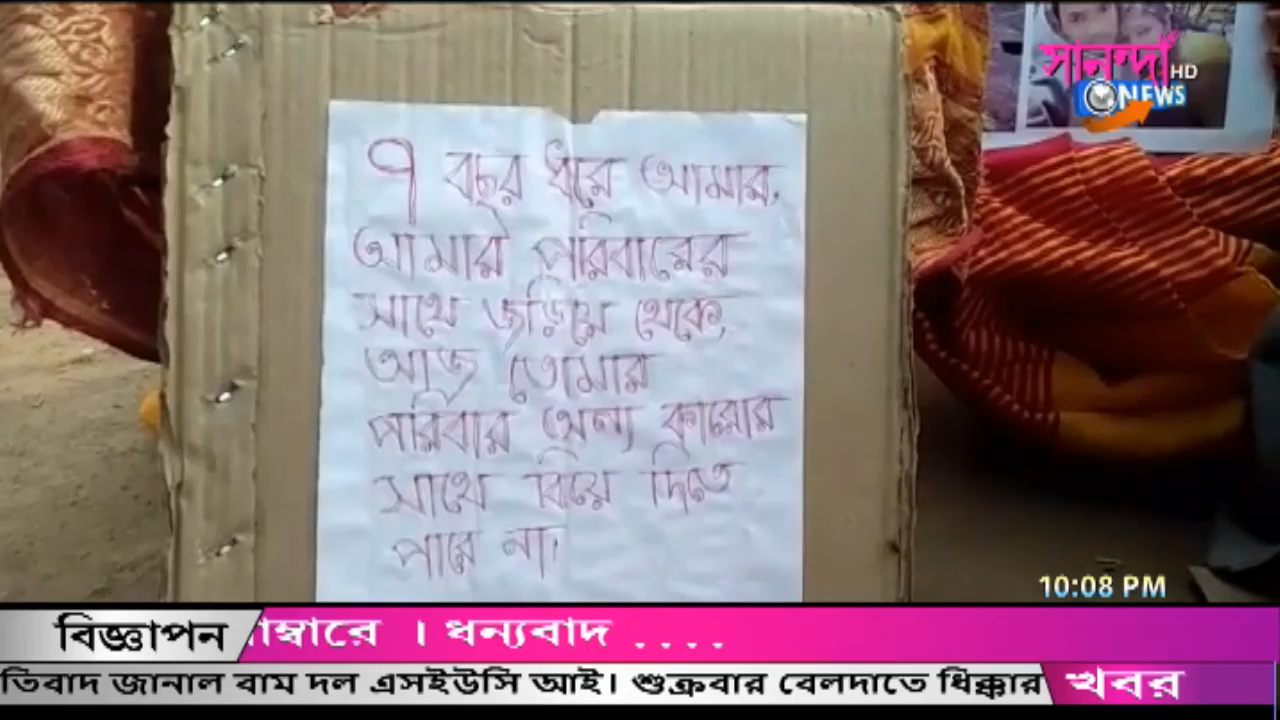 সানন্দা HD
NEWS
৭ বছর ধরে আমার,
আমার পরিবারের
সাথে জড়িয়ে থেকে,
আজ তোমার
পরিবার অন্য কারোর
সাথে বিয়ে দিতে
পারে না।
10:08 PM
বিজ্ঞাপন াম্বারে । ধন্যবাদ . . . .
তিবাদ জানাল বাম দল এসইউসি আই। শুক্রবার বেলদাতে ধিক্কার খবর